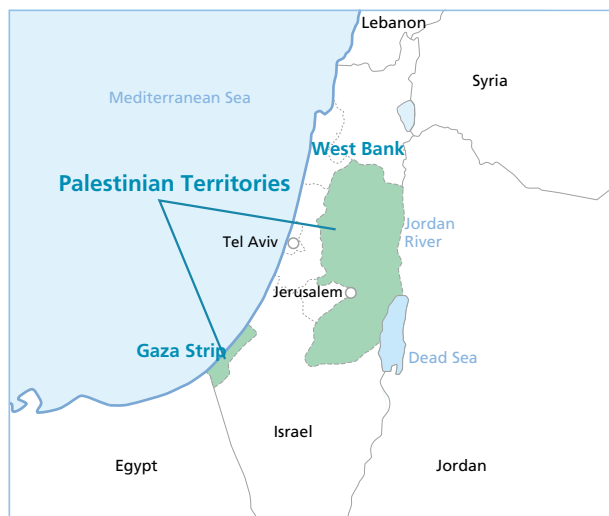 Lebanon
Syria
Mediterranean Sea
West Bank
Palestinian Territories
Jordan
River
Tel Aviv
Jerusalem
Gaza Strip
Dead Sea
Israel
Egypt
Jordan